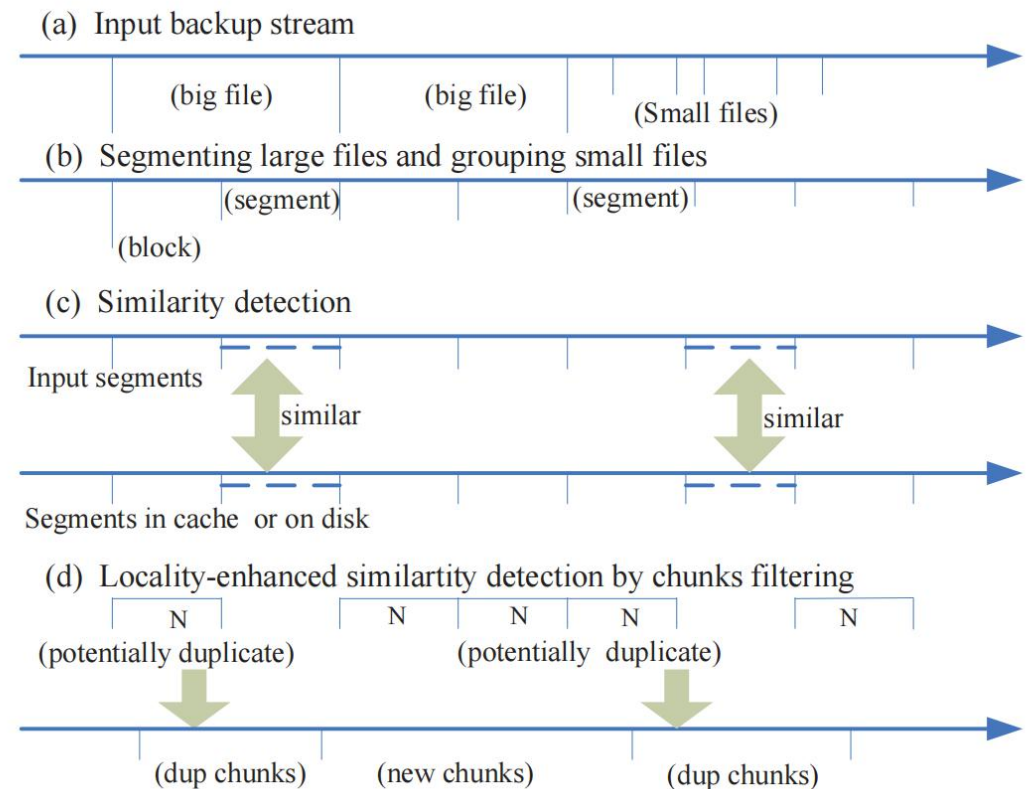 (a) Input backup stream
(big file) (big file) (Small files)
(b) Segmenting large files and grouping small files
(segment) (segment)
(block)
(c) Similarity detection
Input segments
similar similar
Segments in cache or on disk
(d) Locality-enhanced similartity detection by chunks filtering
N N N N N
(potentially duplicate) (potentially duplicate)
(dup chunks) (new chunks) (dup chunks)